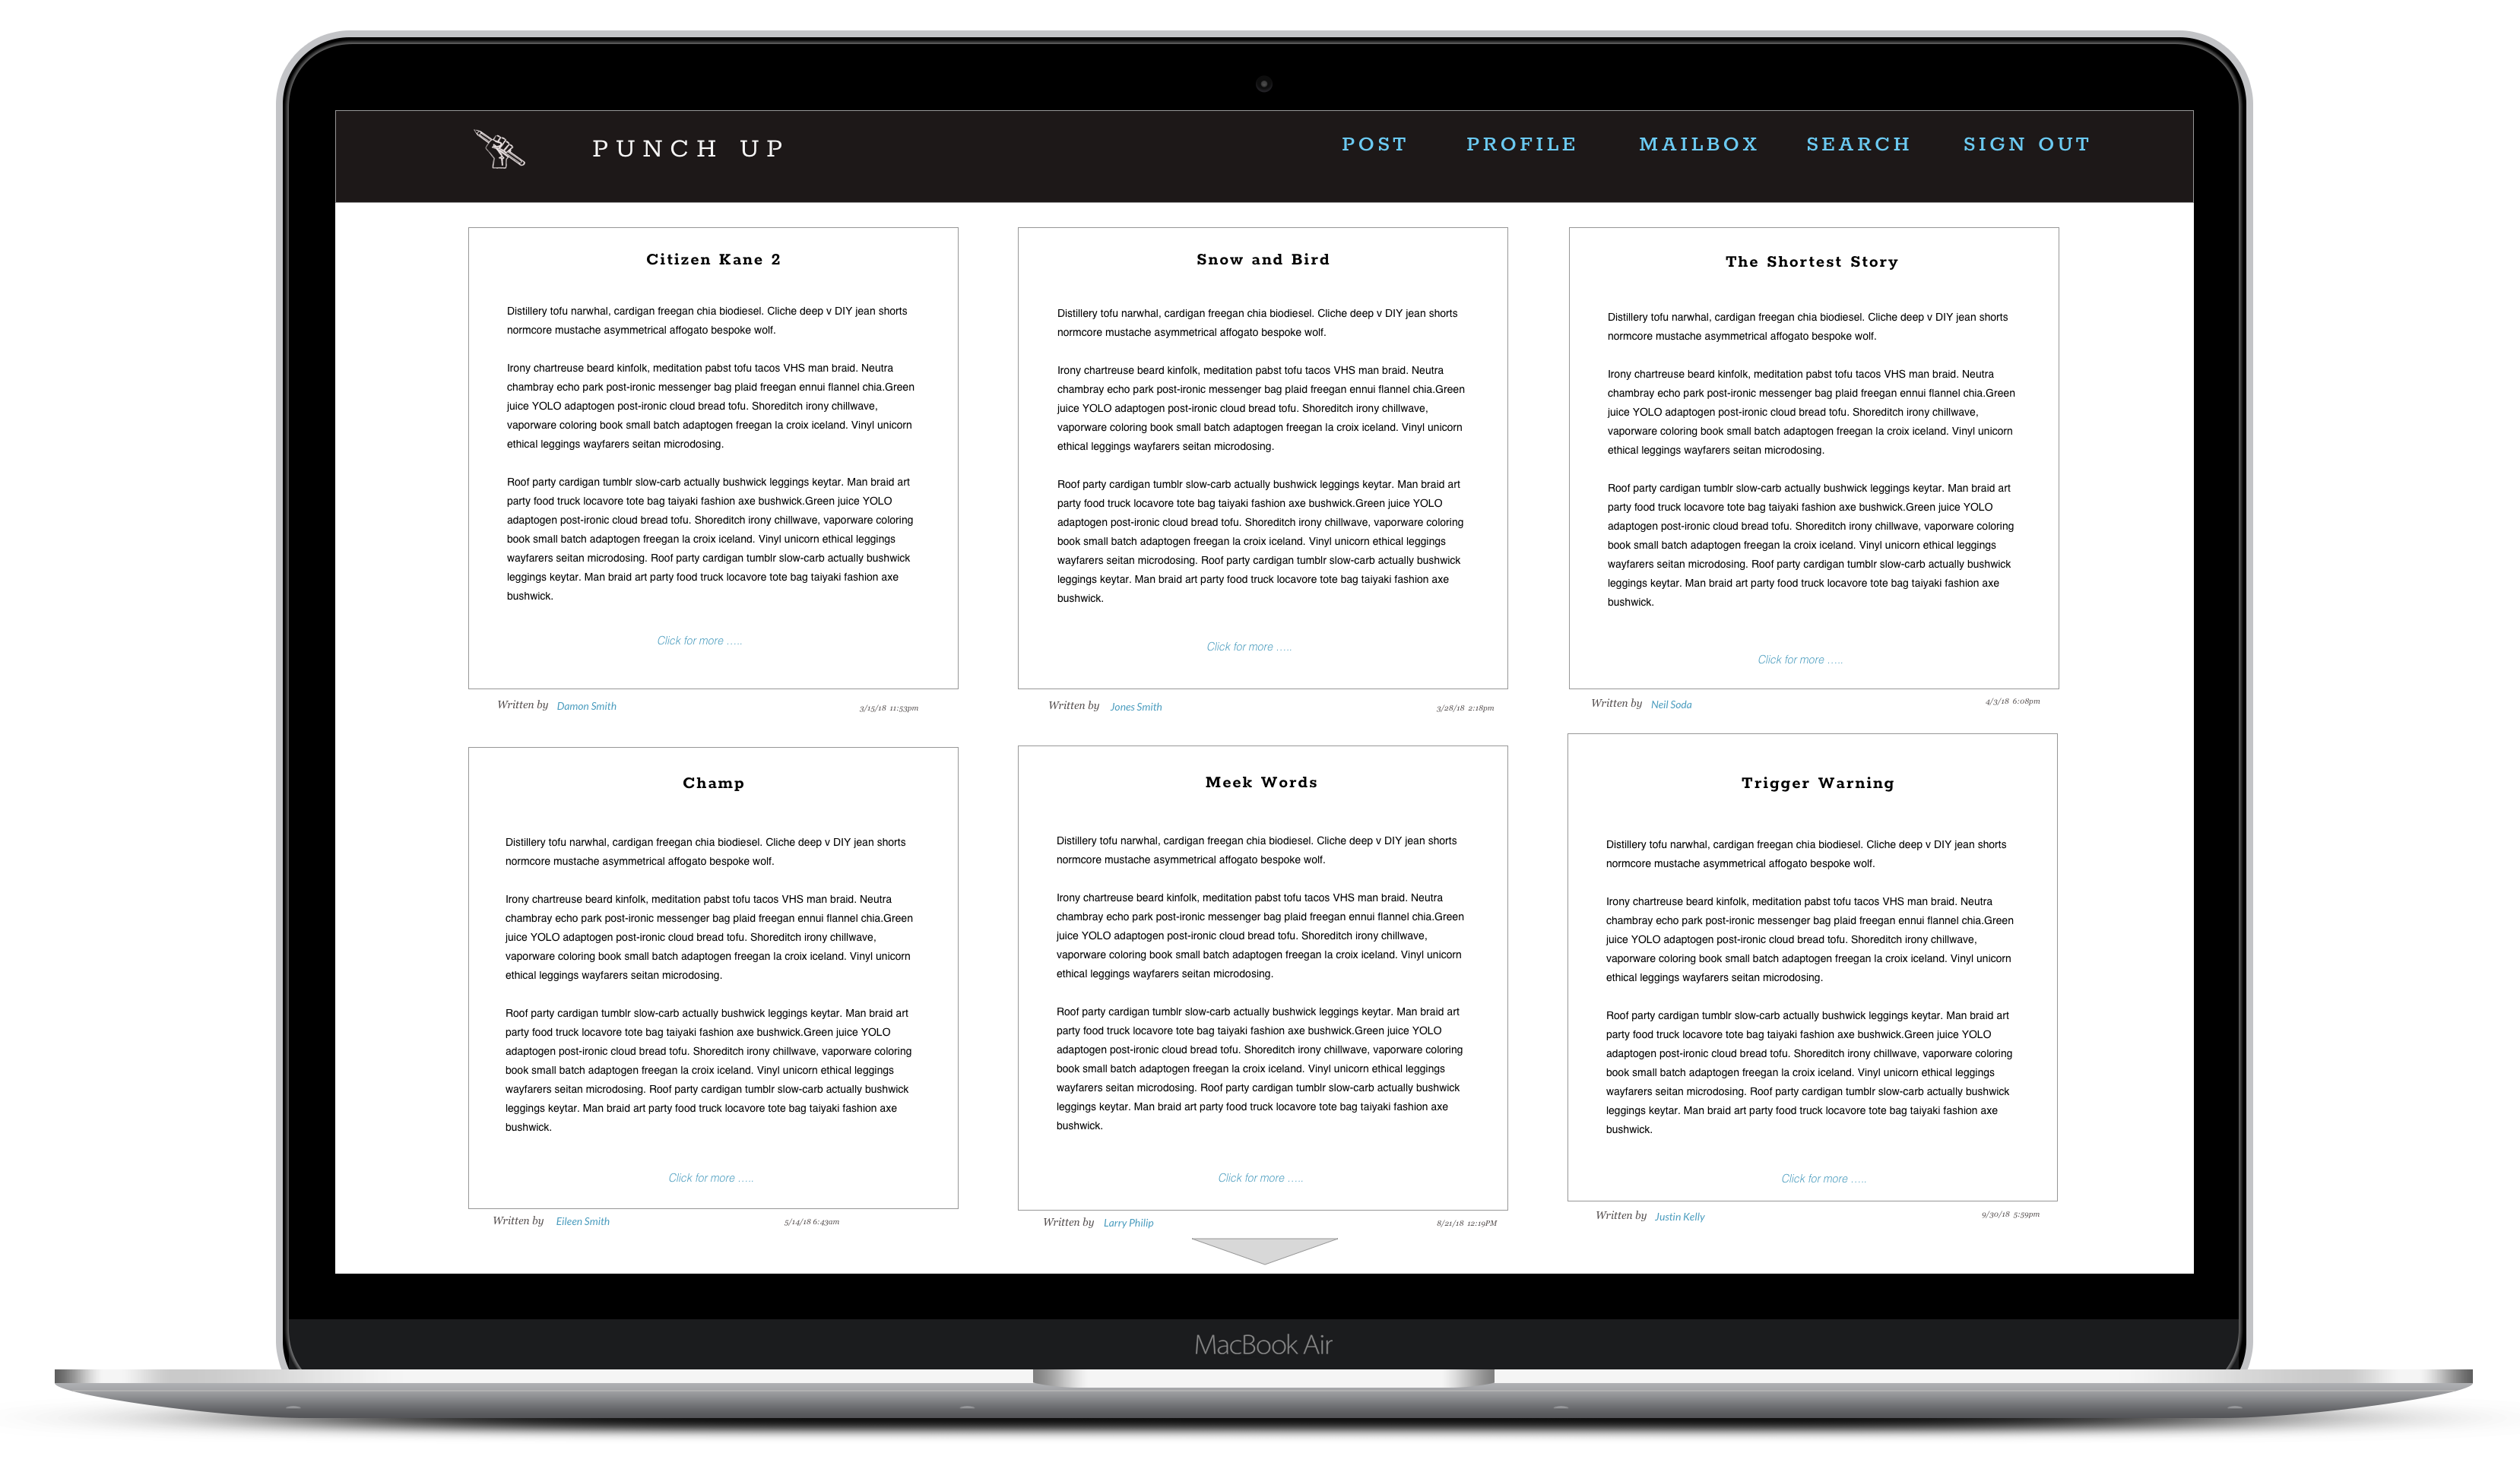 PUNCH UP
POST PROFILE MAILBOX SEARCH SIGN OUT
Citizen Kane 2
Distillery tofu narwhal, cardigan freegan chia biodiesel. Cliche deep v DIY jean shorts
normcore mustache asymmetrical affogato bespoke wolf.
Irony chartreuse beard kinfolk, meditation pabst tofu tacos VHS man braid. Neutra
chambray echo park post-ironic messenger bag plaid freegan ennui flannel chia.Green
juice YOLO adaptogen post-ironic cloud bread tofu. Shoreditch irony chillwave,
vaporware coloring book small batch adaptogen freegan la croix iceland. Vinyl unicorn
ethical leggings wayfarers seitan microdosing.
Roof party cardigan tumblr slow-carb actually bushwick leggings keytar. Man braid art
party food truck locavore tote bag taiyaki fashion axe bushwick.Green juice YOLO
adaptogen post-ironic cloud bread tofu. Shoreditch irony chillwave, vaporware coloring
book small batch adaptogen freegan la croix iceland. Vinyl unicorn ethical leggings
wayfarers seitan microdosing. Roof party cardigan tumblr slow-carb actually bushwick
leggings keytar. Man braid art party food truck locavore tote bag taiyaki fashion axe
bushwick.
Click for more .....
Written by Damon Smith 3/15/18 11:53pm
Snow and Bird
Distillery tofu narwhal, cardigan freegan chia biodiesel. Cliche deep v DIY jean shorts
normcore mustache asymmetrical affogato bespoke wolf.
Irony chartreuse beard kinfolk, meditation pabst tofu tacos VHS man braid. Neutra
chambray echo park post-ironic messenger bag plaid freegan ennui flannel chia.Green
juice YOLO adaptogen post-ironic cloud bread tofu. Shoreditch irony chillwave,
vaporware coloring book small batch adaptogen freegan la croix iceland. Vinyl unicorn
ethical leggings wayfarers seitan microdosing.
Roof party cardigan tumblr slow-carb actually bushwick leggings keytar. Man braid art
party food truck locavore tote bag taiyaki fashion axe bushwick.Green juice YOLO
adaptogen post-ironic cloud bread tofu. Shoreditch irony chillwave, vaporware coloring
book small batch adaptogen freegan la croix iceland. Vinyl unicorn ethical leggings
wayfarers seitan microdosing. Roof party cardigan tumblr slow-carb actually bushwick
leggings keytar. Man braid art party food truck locavore tote bag taiyaki fashion axe
bushwick.
Click for more .....
Written by Jones Smith 3/28/18 2:18pm
The Shortest Story
Distillery tofu narwhal, cardigan freegan chia biodiesel. Cliche deep v DIY jean shorts
normcore mustache asymmetrical affogato bespoke wolf.
Irony chartreuse beard kinfolk, meditation pabst tofu tacos VHS man braid. Neutra
chambray echo park post-ironic messenger bag plaid freegan ennui flannel chia.Green
juice YOLO adaptogen post-ironic cloud bread tofu. Shoreditch irony chillwave,
vaporware coloring book small batch adaptogen freegan la croix iceland. Vinyl unicorn
ethical leggings wayfarers seitan microdosing.
Roof party cardigan tumblr slow-carb actually bushwick leggings keytar. Man braid art
party food truck locavore tote bag taiyaki fashion axe bushwick.Green juice YOLO
adaptogen post-ironic cloud bread tofu. Shoreditch irony chillwave, vaporware coloring
book small batch adaptogen freegan la croix iceland. Vinyl unicorn ethical leggings
wayfarers seitan microdosing. Roof party cardigan tumblr slow-carb actually bushwick
leggings keytar. Man braid art party food truck locavore tote bag taiyaki fashion axe
bushwick.
Click for more .....
Written by Neil Soda 4/3/18 6:08pm
Champ
Distillery tofu narwhal, cardigan freegan chia biodiesel. Cliche deep v DIY jean shorts
normcore mustache asymmetrical affogato bespoke wolf.
Irony chartreuse beard kinfolk, meditation pabst tofu tacos VHS man braid. Neutra
chambray echo park post-ironic messenger bag plaid freegan ennui flannel chia.Green
juice YOLO adaptogen post-ironic cloud bread tofu. Shoreditch irony chillwave,
vaporware coloring book small batch adaptogen freegan la croix iceland. Vinyl unicorn
ethical leggings wayfarers seitan microdosing.
Roof party cardigan tumblr slow-carb actually bushwick leggings keytar. Man braid art
party food truck locavore tote bag taiyaki fashion axe bushwick.Green juice YOLO
adaptogen post-ironic cloud bread tofu. Shoreditch irony chillwave, vaporware coloring
book small batch adaptogen freegan la croix iceland. Vinyl unicorn ethical leggings
wayfarers seitan microdosing. Roof party cardigan tumblr slow-carb actually bushwick
leggings keytar. Man braid art party food truck locavore tote bag taiyaki fashion axe
bushwick.
Click for more .....
Written by Eileen Smith 5/14/18 6:43am
Meek Words
Distillery tofu narwhal, cardigan freegan chia biodiesel. Cliche deep v DIY jean shorts
normcore mustache asymmetrical affogato bespoke wolf.
Irony chartreuse beard kinfolk, meditation pabst tofu tacos VHS man braid. Neutra
chambray echo park post-ironic messenger bag plaid freegan ennui flannel chia.Green
juice YOLO adaptogen post-ironic cloud bread tofu. Shoreditch irony chillwave,
vaporware coloring book small batch adaptogen freegan la croix iceland. Vinyl unicorn
ethical leggings wayfarers seitan microdosing.
Roof party cardigan tumblr slow-carb actually bushwick leggings keytar. Man braid art
party food truck locavore tote bag taiyaki fashion axe bushwick.Green juice YOLO
adaptogen post-ironic cloud bread tofu. Shoreditch irony chillwave, vaporware coloring
book small batch adaptogen freegan la croix iceland. Vinyl unicorn ethical leggings
wayfarers seitan microdosing. Roof party cardigan tumblr slow-carb actually bushwick
leggings keytar. Man braid art party food truck locavore tote bag taiyaki fashion axe
bushwick.
Click for more .....
Written by Larry Philip 8/21/18 12:19PM
Trigger Warning
Distillery tofu narwhal, cardigan freegan chia biodiesel. Cliche deep v DIY jean shorts
normcore mustache asymmetrical affogato bespoke wolf.
Irony chartreuse beard kinfolk, meditation pabst tofu tacos VHS man braid. Neutra
chambray echo park post-ironic messenger bag plaid freegan ennui flannel chia.Green
juice YOLO adaptogen post-ironic cloud bread tofu. Shoreditch irony chillwave,
vaporware coloring book small batch adaptogen freegan la croix iceland. Vinyl unicorn
ethical leggings wayfarers seitan microdosing.
Roof party cardigan tumblr slow-carb actually bushwick leggings keytar. Man braid art
party food truck locavore tote bag taiyaki fashion axe bushwick.Green juice YOLO
adaptogen post-ironic cloud bread tofu. Shoreditch irony chillwave, vaporware coloring
book small batch adaptogen freegan la croix iceland. Vinyl unicorn ethical leggings
wayfarers seitan microdosing. Roof party cardigan tumblr slow-carb actually bushwick
leggings keytar. Man braid art party food truck locavore tote bag taiyaki fashion axe
bushwick.
Click for more .....
Written by Justin Kelly 9/30/18 5:59pm
MacBook Air